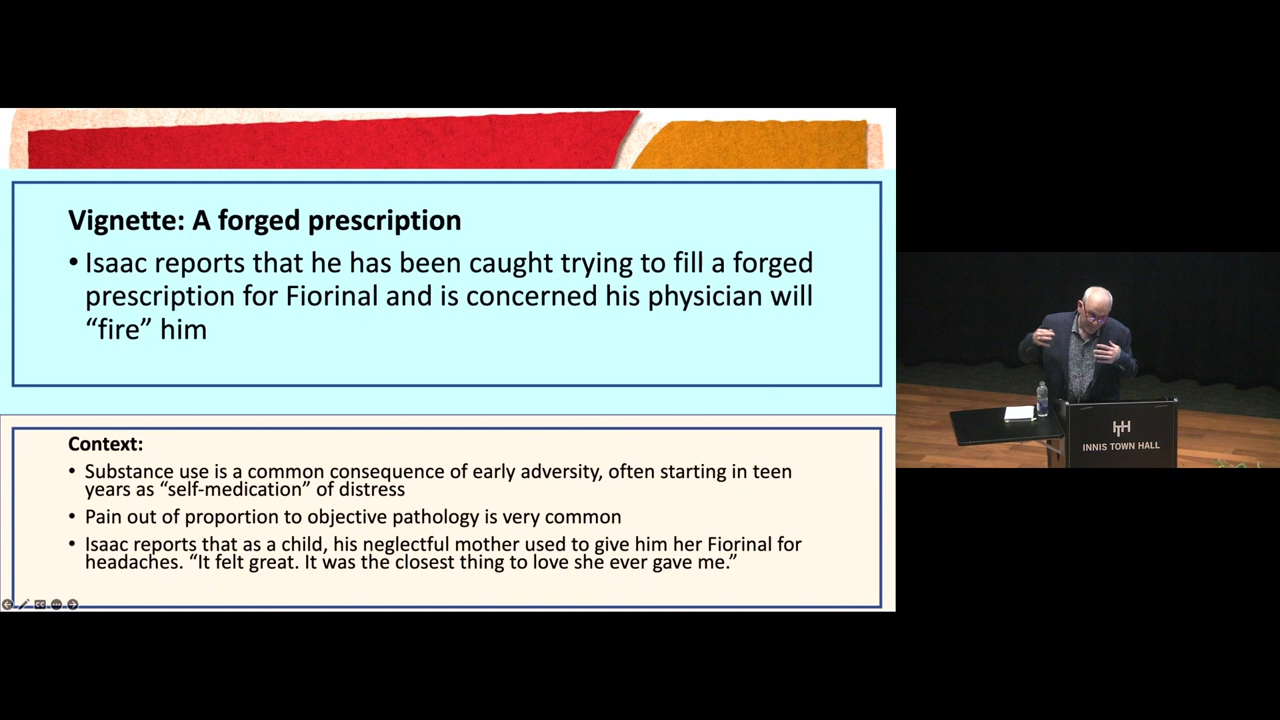 Vignette: A forged prescription
• Isaac reports that he has been caught trying to fill a forged
prescription for Fiorinal and is concerned his physician will
“fire” him
Context:
• Substance use is a common consequence of early adversity, often starting in teen
years as “self-medication” of distress
• Pain out of proportion to objective pathology is very common
• Isaac reports that as a child, his neglectful mother used to give him her Fiorinal for
headaches. “It felt great. It was the closest thing to love she ever gave me.”
INNIS TOWN HALL